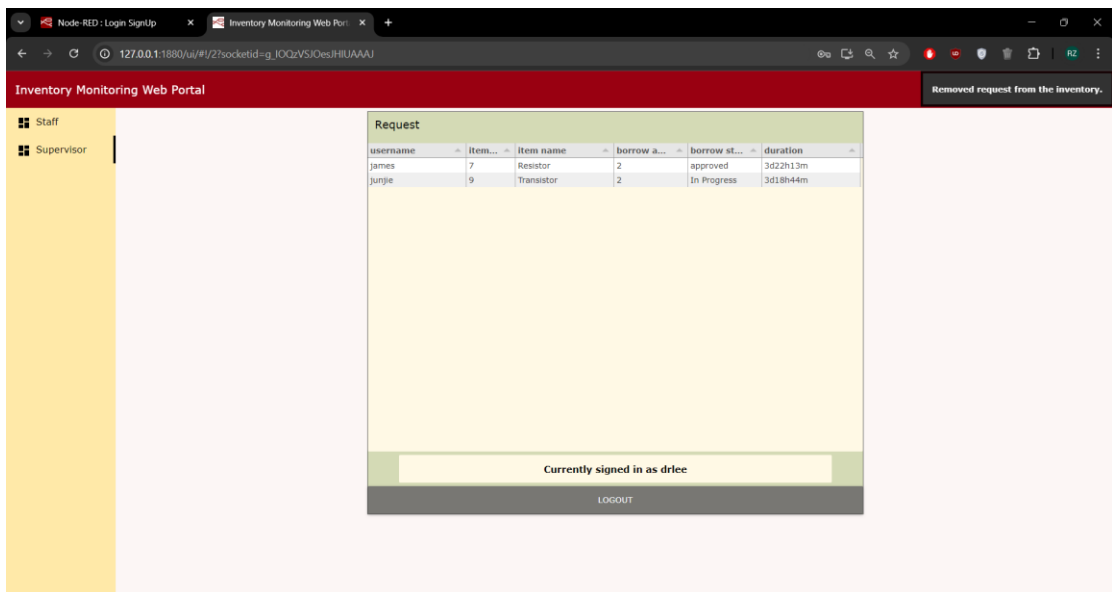 Node-RED : Login SignUp
Inventory Monitoring Web Port
127.0.0.1:1880/ui/#!/2?socketid=g_IOQzVSJOesJHIUAAAJ
RZ
Inventory Monitoring Web Portal
Removed request from the inventory.
Staff
Supervisor
Request
username item... item name borrow a... borrow st... duration
james 7 Resistor 2 approved 3d22h13m
junjie 9 Transistor 2 In Progress 3d18h44m
Currently signed in as drlee
LOGOUT